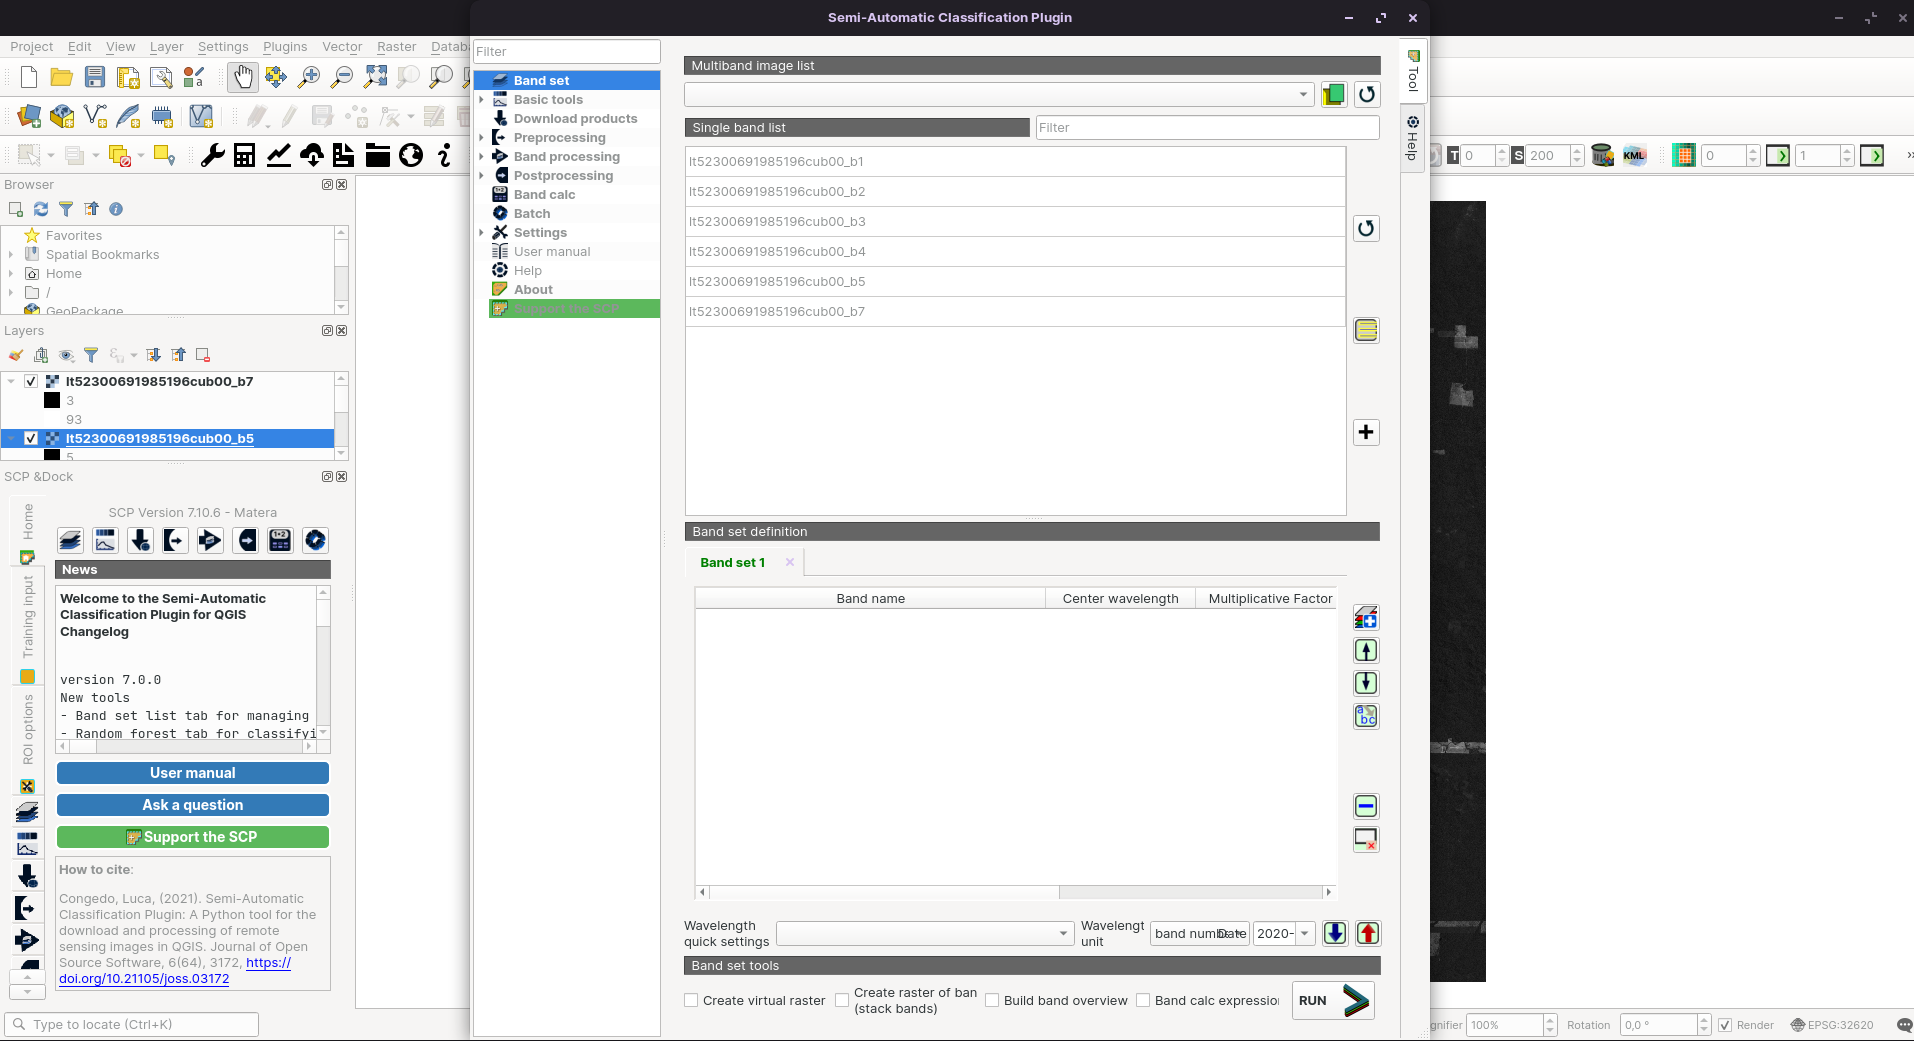 Semi-Automatic Classification Plugin
Project Edit View Layer Settings Plugins Vector Raster Datab
T 0 S 200 KML 0 1
Browser
Favorites
Spatial Bookmarks
Home
/
GeoPackage
Layers
lt52300691985196cub00_b7
3
93
lt52300691985196cub00_b5
5
SCP &Dock
Home
Training input
ROI options
SCP Version 7.10.6 - Matera
News
Welcome to the Semi-Automatic
Classification Plugin for QGIS
Changelog
version 7.0.0
New tools
- Band set list tab for managing
- Random forest tab for classifyi
User manual
Ask a question
Support the SCP
How to cite:
Congedo, Luca, (2021). Semi-Automatic
Classification Plugin: A Python tool for the
download and processing of remote
sensing images in QGIS. Journal of Open
Source Software, 6(64), 3172, https://
doi.org/10.21105/joss.03172
Type to locate (Ctrl+K)
Filter
Band set
Basic tools
Download products
Preprocessing
Band processing
Postprocessing
Band calc
Batch
Settings
User manual
Help
About
Support the SCP
Multiband image list
Single band list
Filter
lt52300691985196cub00_b1
lt52300691985196cub00_b2
lt52300691985196cub00_b3
lt52300691985196cub00_b4
lt52300691985196cub00_b5
lt52300691985196cub00_b7
Tool
Help
Band set definition
Band set 1
Band name Center wavelength Multiplicative Factor
Wavelength
quick settings
Wavelengt
unit
band numbe
Date
2020-
Band set tools
Create virtual raster
Create raster of ban
(stack bands)
Build band overview
Band calc expressio
RUN
gnifier 100% Rotation 0,0 ° Render EPSG:32620